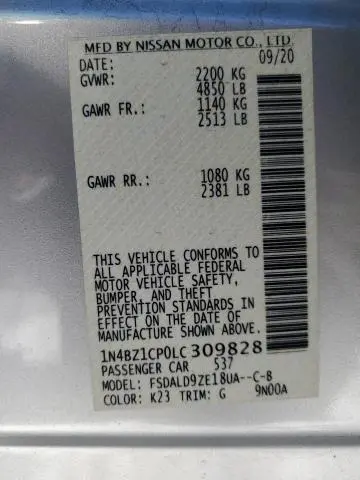 MFD BY NISSAN MOTOR CO., LTD.
DATE: 09/20
GVWR: 2200 KG
4850 LB
GAWR FR.: 1140 KG
2513 LB
GAWR RR.: 1080 KG
2381 LB
THIS VEHICLE CONFORMS TO
ALL APPLICABLE FEDERAL
MOTOR VEHICLE SAFETY,
BUMPER, AND THEFT
PREVENTION STANDARDS IN
EFFECT ON THE DATE OF
MANUFACTURE SHOWN ABOVE.
1N4BZ1CP0LC309828
PASSENGER CAR 537
MODEL: FSDALD9ZE18UA--C-B
COLOR: K23 TRIM: G 9N00A